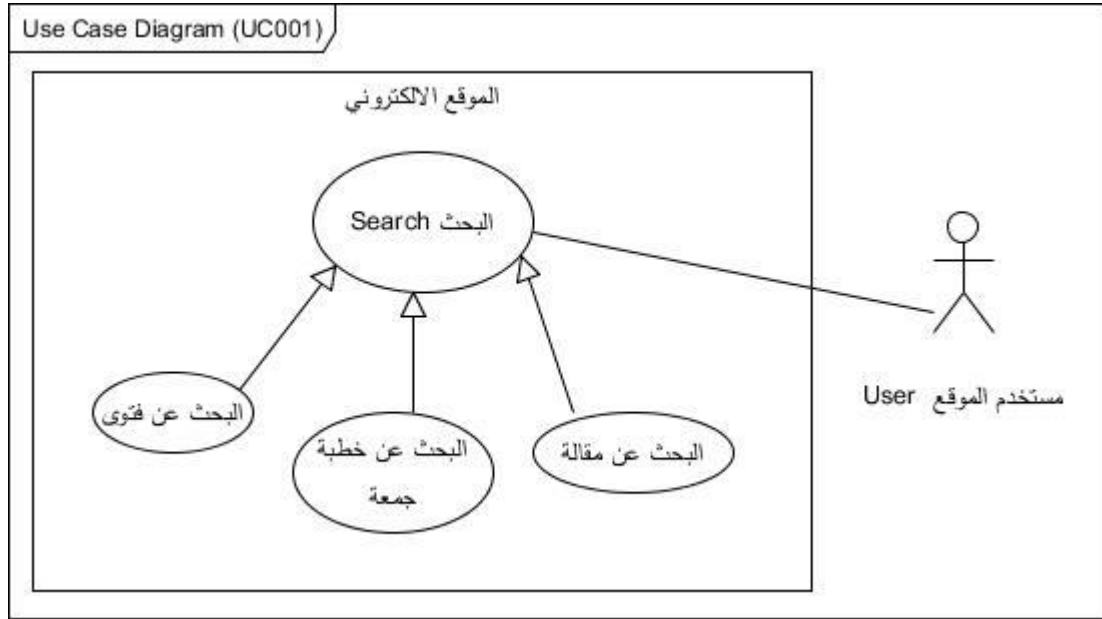 Use Case Diagram (UC001)
الموقع الالكتروني
البحث Search
البحث عن فتوى
البحث عن خطبة
جمعة
البحث عن مقالة
مستخدم الموقع User